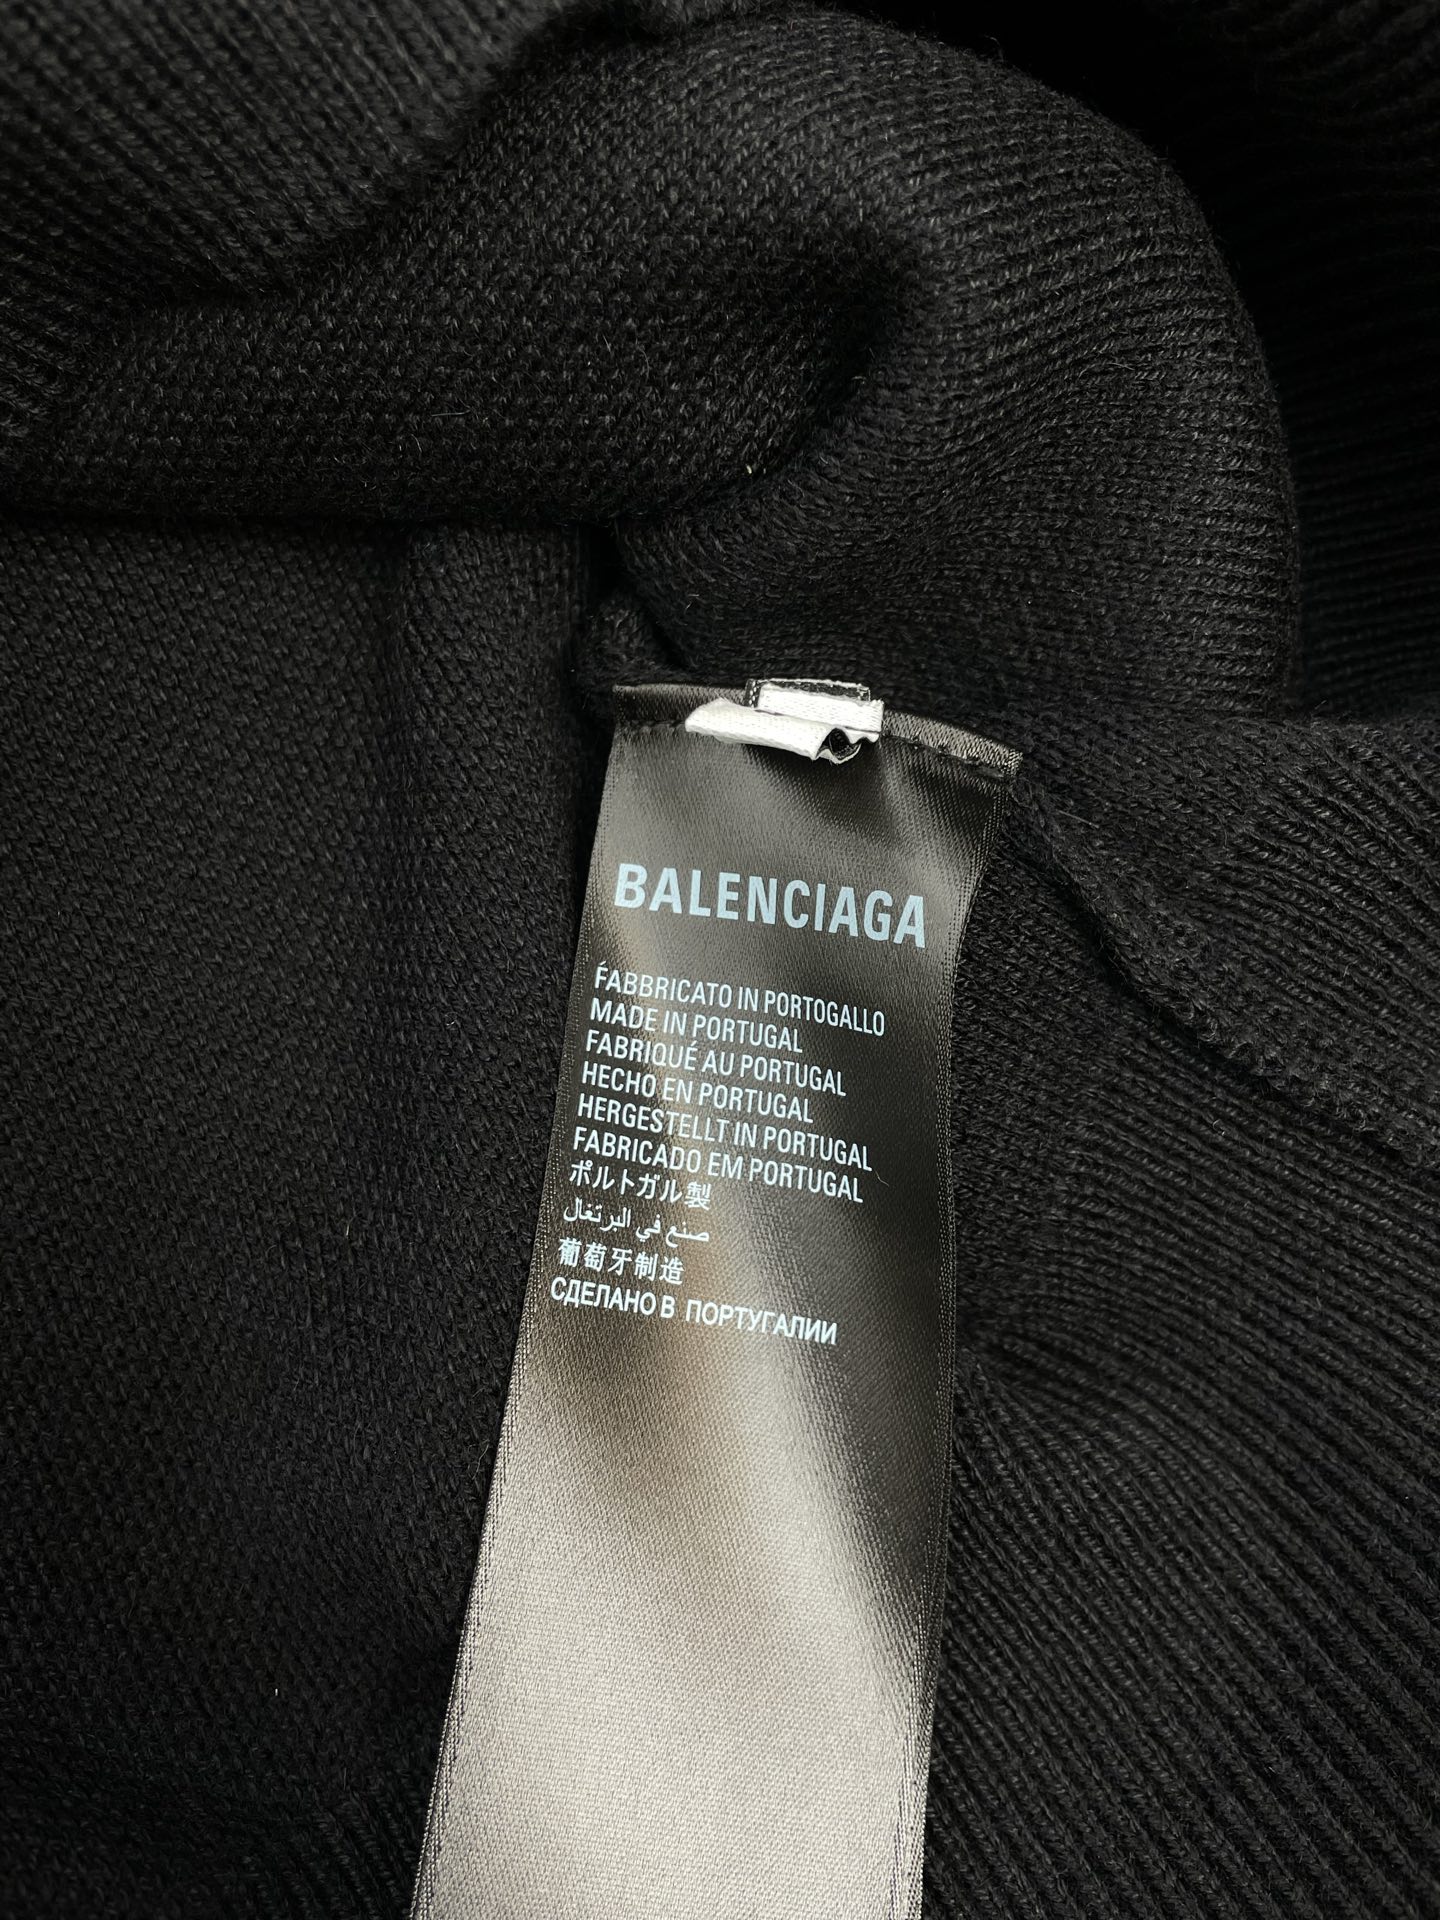 BALENCIAGA
FABBRICATO IN PORTOGALLO
MADE IN PORTUGAL
FABRIQUÉ AU PORTUGAL
HECHO EN PORTUGAL
HERGESTELLT IN PORTUGAL
FABRICADO EM PORTUGAL
ポルトガル製
صنع في البرتغال
葡萄牙制造
СДЕЛАНО В ПОРТУГАЛИИ